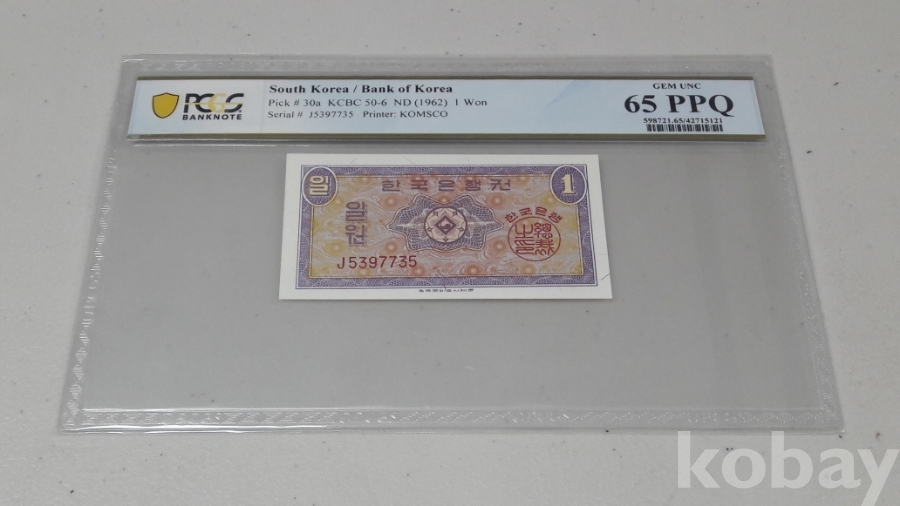 PCGS
BANKNOTE
South Korea / Bank of Korea
Pick # 30a KCBC 50-6 ND (1962) 1 Won
Serial # J5397735 Printer: KOMSCO
GEM UNC
65 PPQ
598721.65/42715121
일 한국은행권 1
일원
한국은행
J5397735
kobay